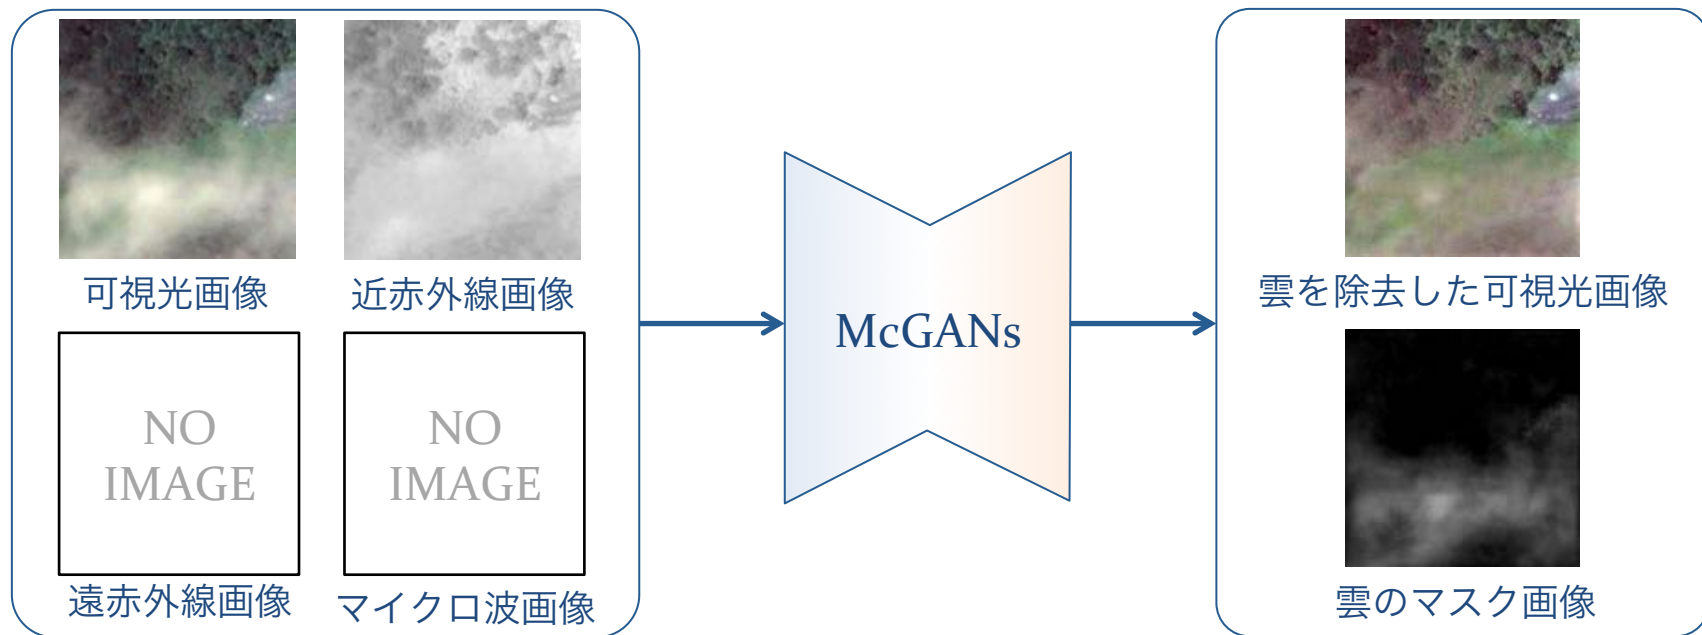 可視光画像
近赤外線画像
NO
IMAGE
遠赤外線画像
NO
IMAGE
マイクロ波画像
McGANs
雲を除去した可視光画像
雲のマスク画像